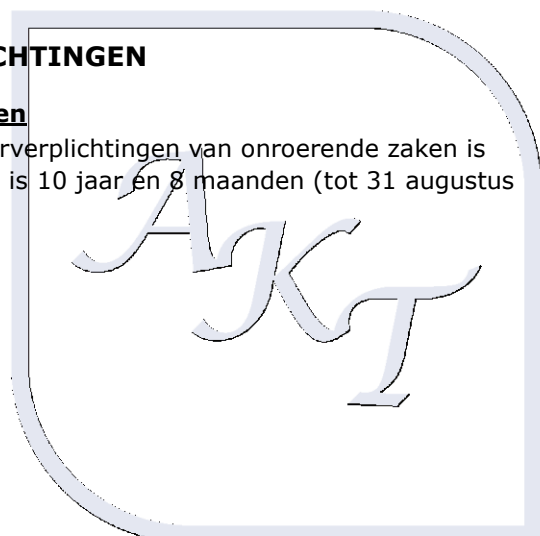 CHTINGEN
en
rverplichtingen van onroerende zaken is
is 10 jaar en 8 maanden (tot 31 augustus
AKT